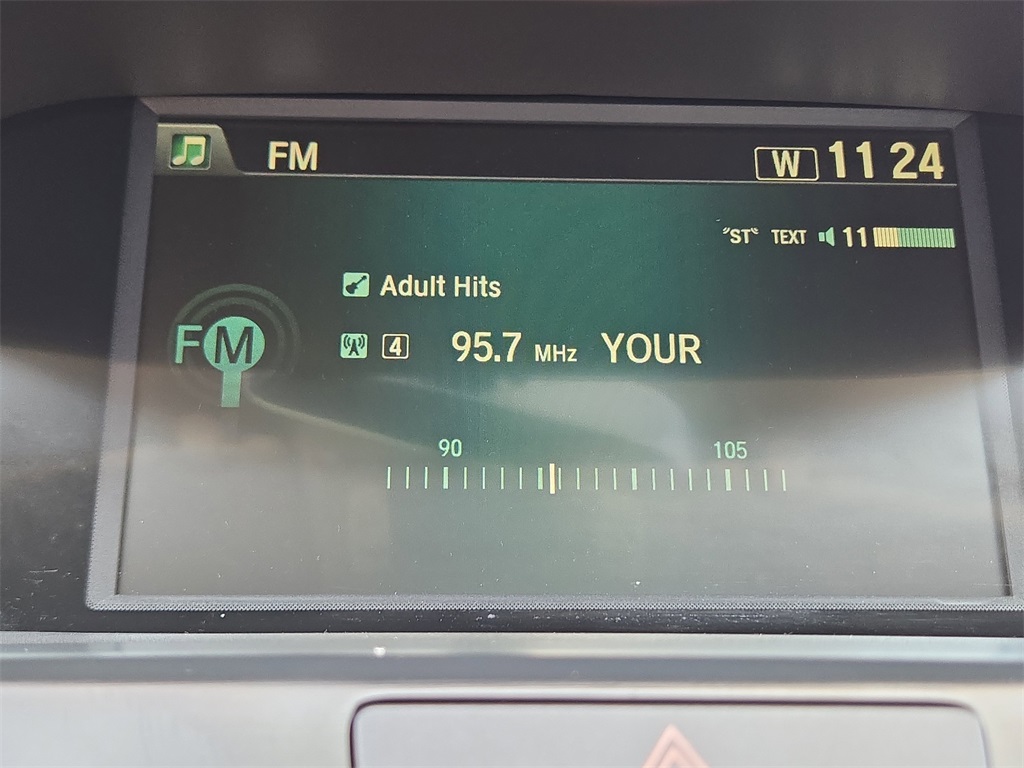 FM W 11 24
"ST" TEXT 11
Adult Hits
FM 4 95.7 MHz YOUR
90 105